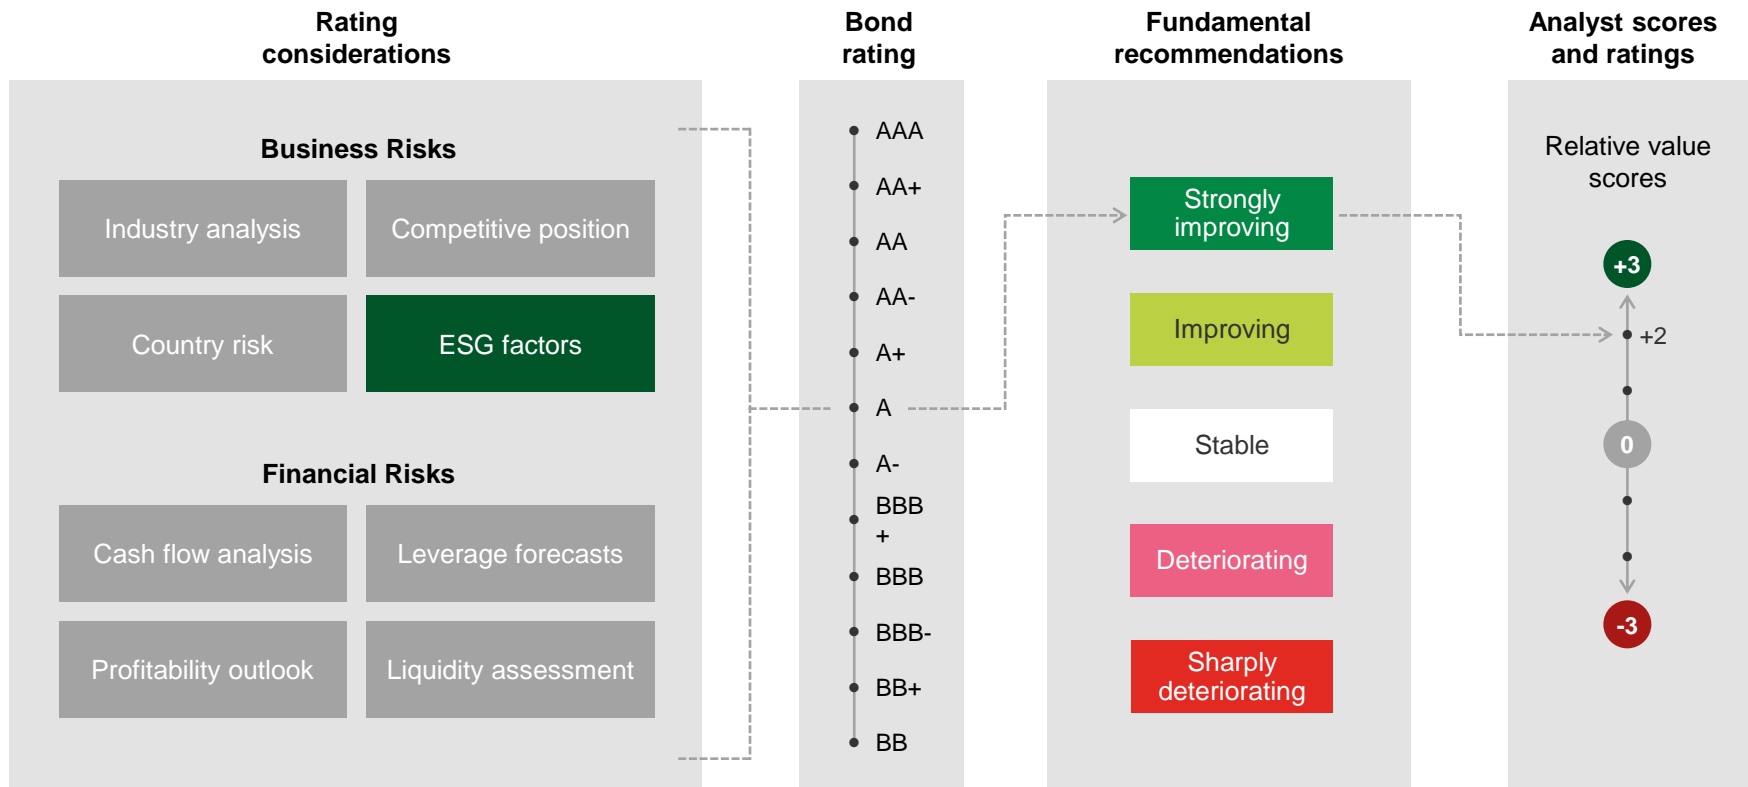 Rating
considerations
Bond
rating
Fundamental
recommendations
Analyst scores
and ratings
Business Risks
Industry analysis
Competitive position
Country risk
ESG factors
Financial Risks
Cash flow analysis
Leverage forecasts
Profitability outlook
Liquidity assessment
AAA
AA+
AA
AA-
A+
A
A-
BBB
+
BBB
BBB-
BB+
BB
Strongly
improving
Improving
Stable
Deteriorating
Sharply
deteriorating
Relative value
scores
+3
+2
0
-3